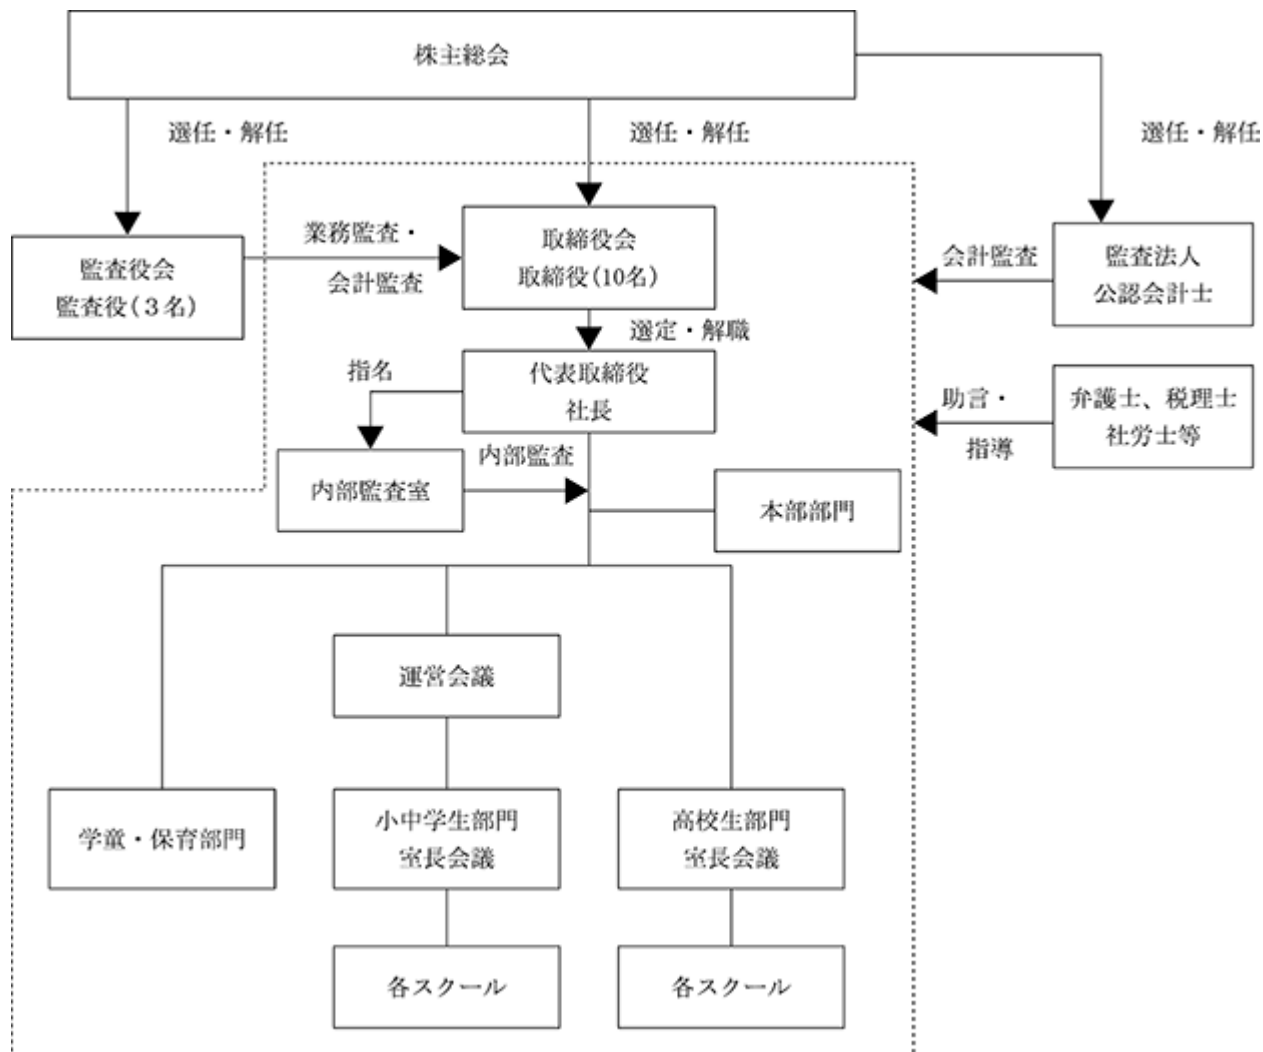 株主総会
選任・解任
選任・解任
選任・解任
業務監査・
会計監査
取締役会
取締役(10名)
監査役会
監査役(３名)
会計監査
監査法人
公認会計士
選定・解職
指名
代表取締役
社長
助言・
指導
弁護士、税理士
社労士等
内部監査
内部監査室
本部部門
運営会議
学童・保育部門
小中学生部門
室長会議
高校生部門
室長会議
各スクール
各スクール